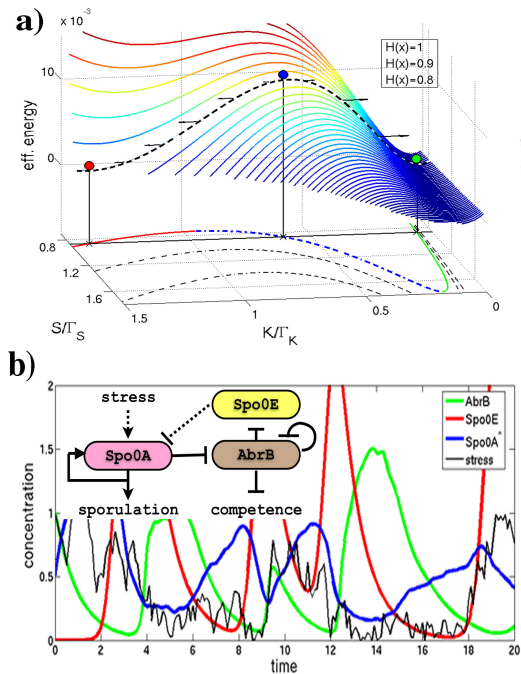 a)
x 10⁻³
H(x)=1
H(x)=0.9
H(x)=0.8
eff. energy
10
0
0.8
1.2
1.6
S/Γ_S
1.5
1
0.5
0
K/Γ_K
b)
stress
Spo0E
Spo0A
AbrB
sporulation
competence
AbrB
Spo0E
Spo0A*
stress
concentration
2
1.5
1
0.5
0
0 2 4 6 8 10 12 14 16 18 20
time